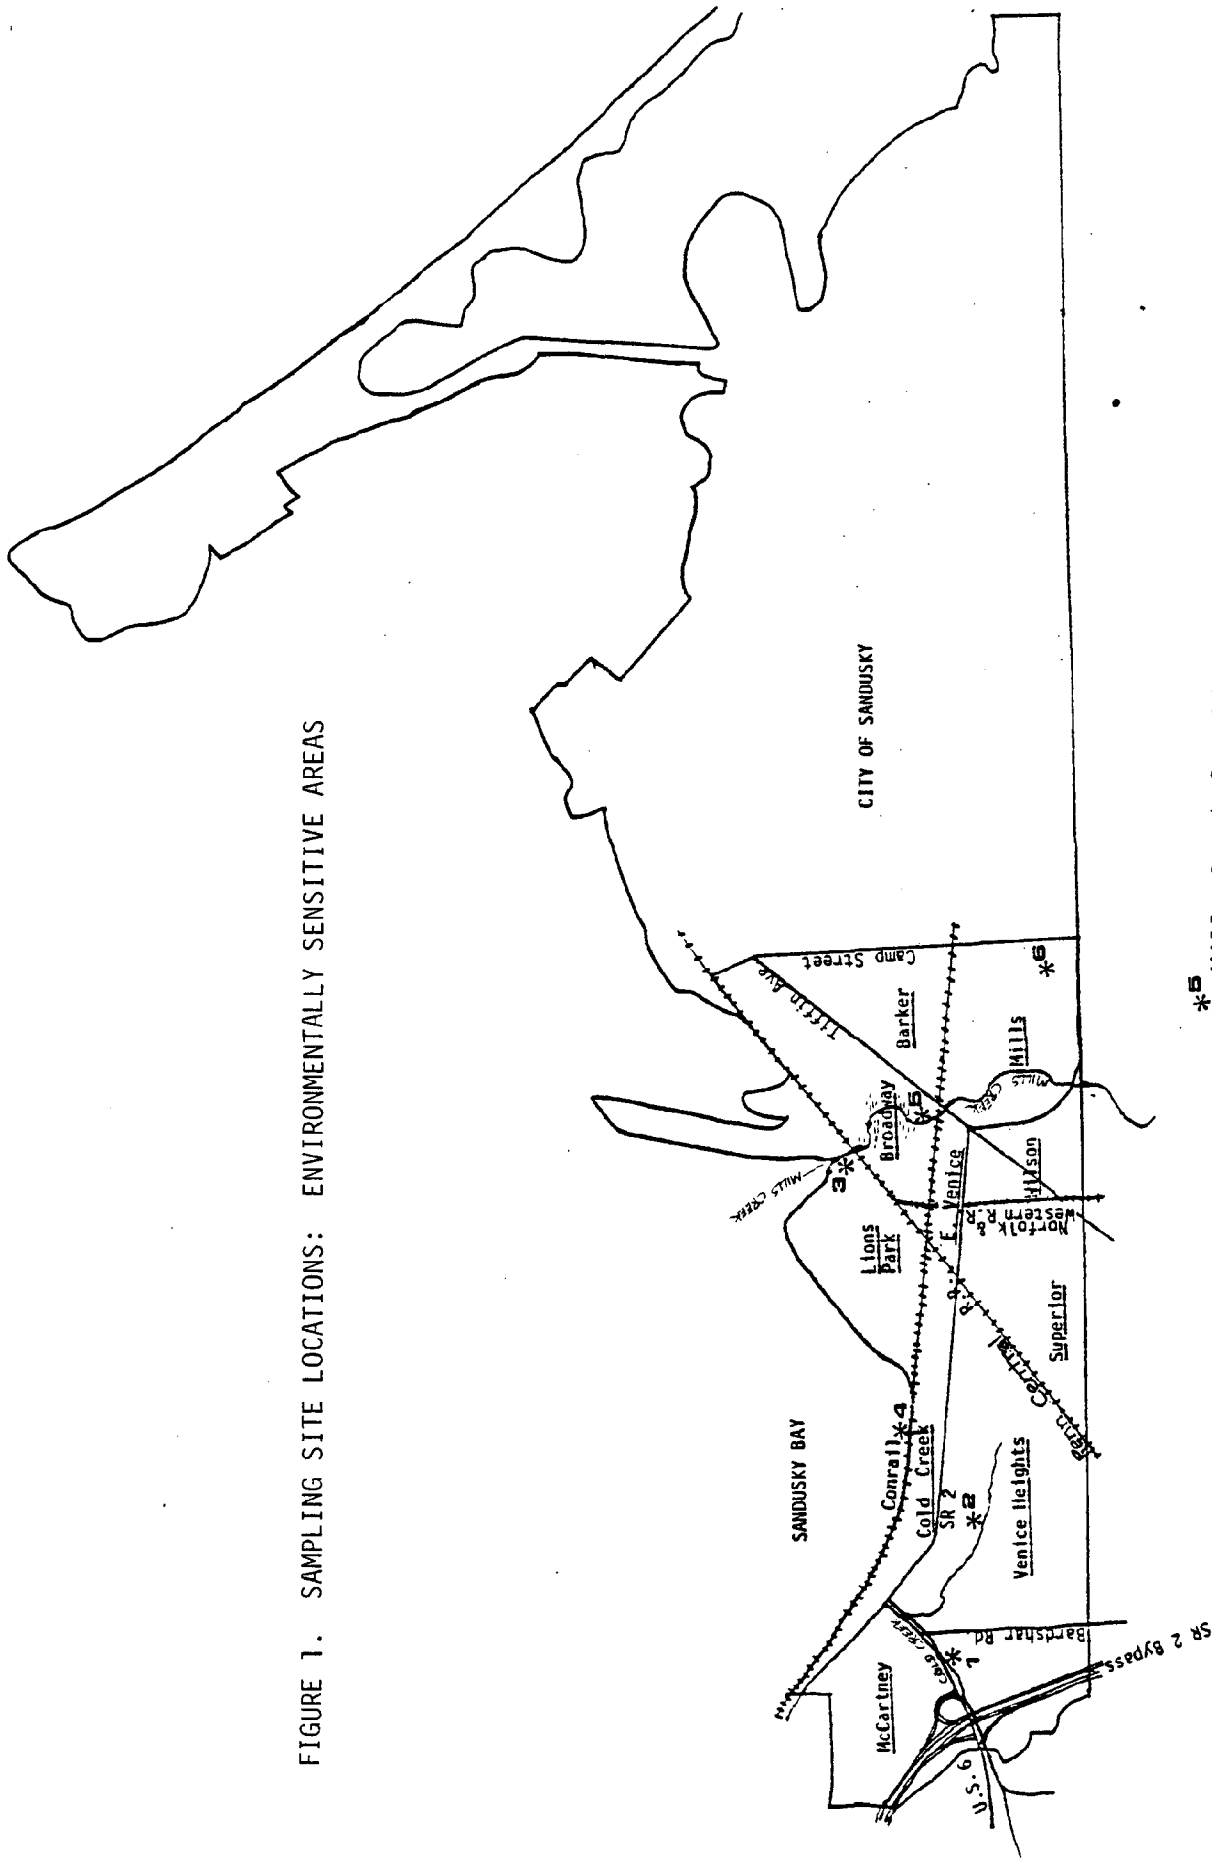 FIGURE 1. SAMPLING SITE LOCATIONS: ENVIRONMENTALLY SENSITIVE AREAS
SANDUSKY BAY
CITY OF SANDUSKY
MILLS CREEK
*3
Lions
Park
Broadway
*5
Barker
Tiffin Ave
Camp Street
*6
Mills
MILLS
CREEK
E. Venice
Wilson
Norfolk &
Western R.R.
Superior
Penn Central
R.R.
Conrail
*4
Cold Creek
SR 2
*2
Venice Heights
McCartney
COLD CREEK
*1
Bardshar Rd.
SR 2 Bypass
U.S. 6
*5